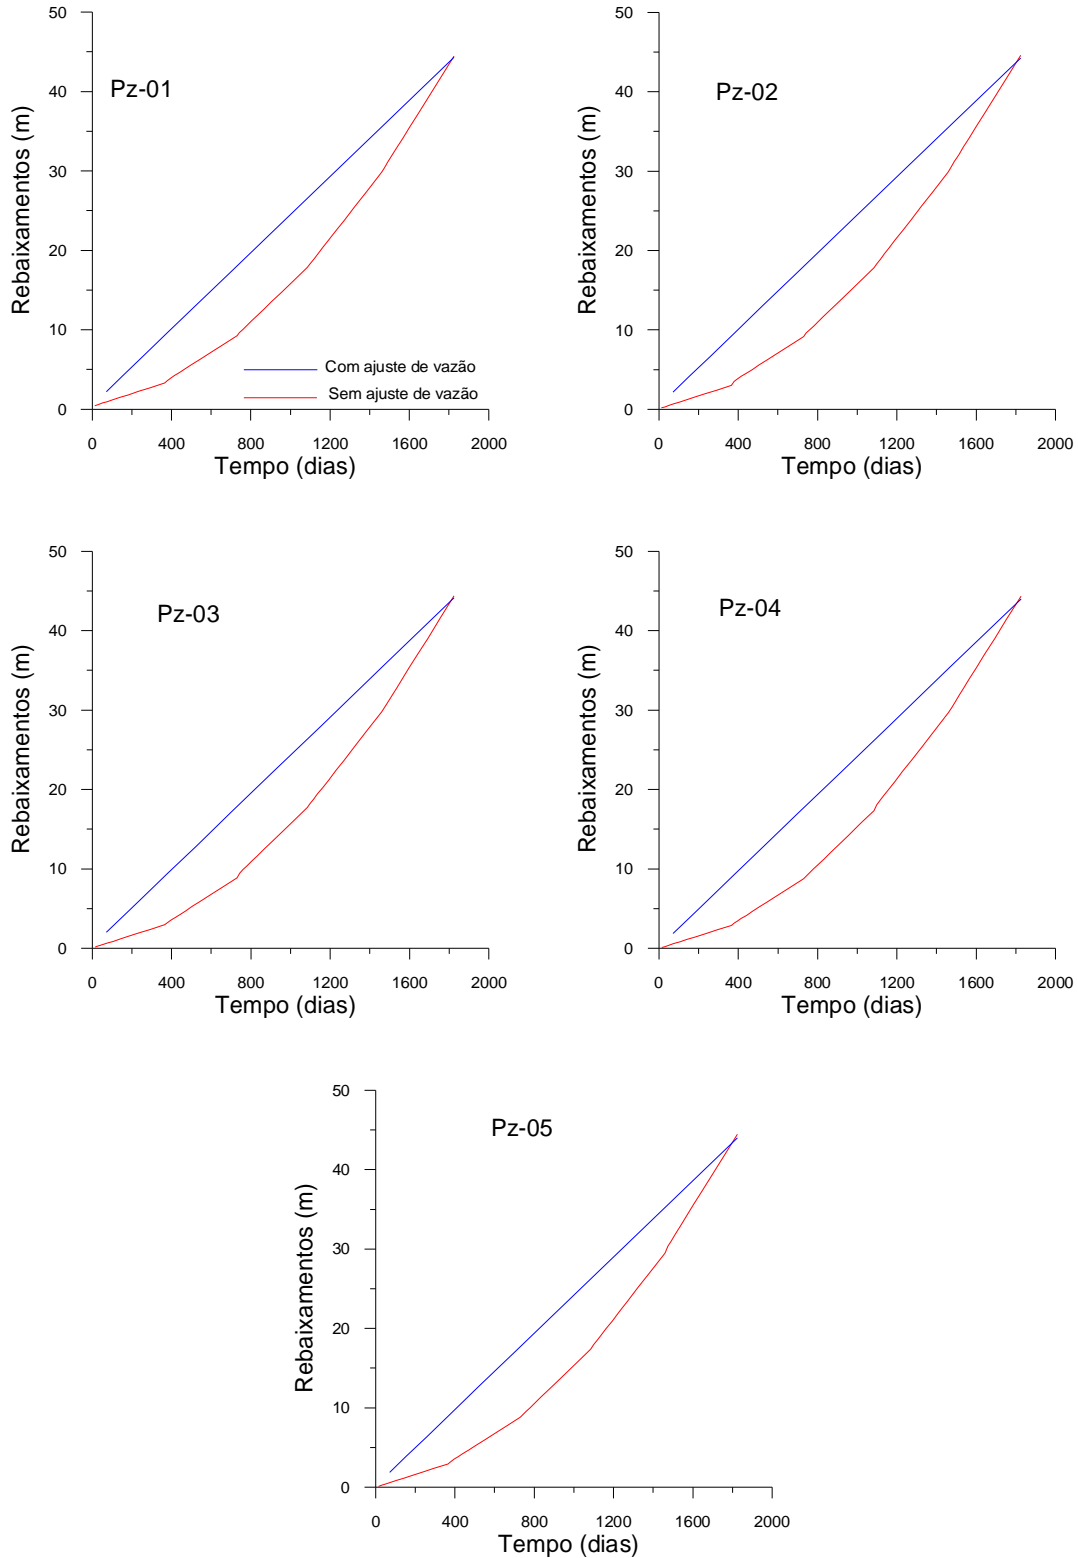 50
40
30
20
10
0
Rebaixamentos (m)
Pz-01
Com ajuste de vazão
Sem ajuste de vazão
0 400 800 1200 1600 2000
Tempo (dias)
50
40
30
20
10
0
Rebaixamentos (m)
Pz-02
0 400 800 1200 1600 2000
Tempo (dias)
50
40
30
20
10
0
Rebaixamentos (m)
Pz-03
0 400 800 1200 1600 2000
Tempo (dias)
50
40
30
20
10
0
Rebaixamentos (m)
Pz-04
0 400 800 1200 1600 2000
Tempo (dias)
50
40
30
20
10
0
Rebaixamentos (m)
Pz-05
0 400 800 1200 1600 2000
Tempo (dias)